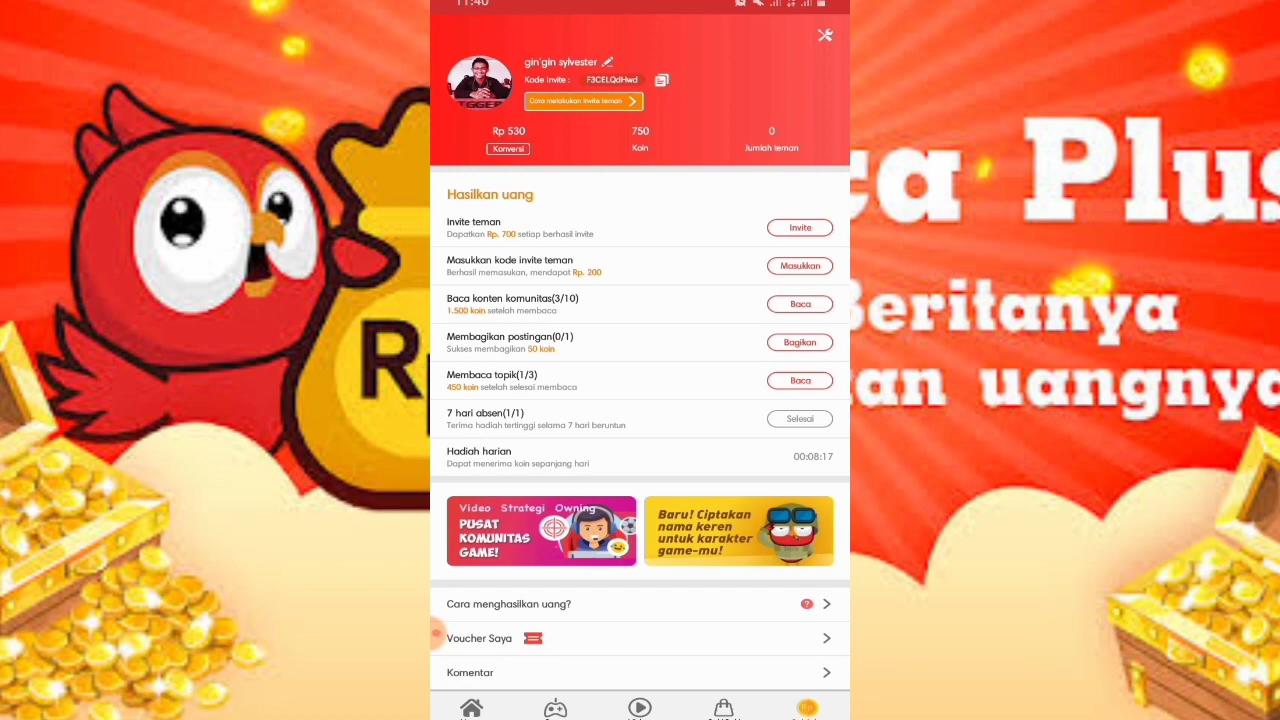 11:40
gin'gin sylvester
Kode Invite : F3CELQdHwd
Cara melakukan invite teman
Rp 530
750
0
Konversi
Koin
Jumlah teman
Hasilkan uang
Invite teman
Dapatkan Rp. 700 setiap berhasil invite
Invite
Masukkan kode invite teman
Berhasil memasukan, mendapat Rp. 200
Masukkan
Baca konten komunitas(3/10)
1.500 koin setelah membaca
Baca
Membagikan postingan(0/1)
Sukses membagikan 50 koin
Bagikan
Membaca topik(1/3)
450 koin setelah selesai membaca
Baca
7 hari absen(1/1)
Terima hadiah tertinggi selama 7 hari beruntun
Selesai
Hadiah harian
Dapat menerima koin sepanjang hari
00:08:17
Video Strategi Owning
PUSAT
KOMUNITAS
GAME!
Baru! Ciptakan
nama keren
untuk karakter
game-mu!
Cara menghasilkan uang?
?
Voucher Saya
Komentar
R
ca Plus
Beritanya
an uangnya